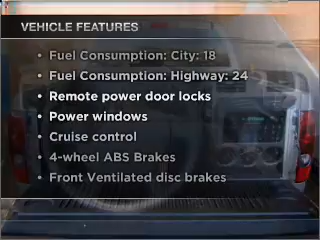 VEHICLE FEATURES
• Fuel Consumption: City: 18
• Fuel Consumption: Highway: 24
• Remote power door locks
• Power windows
• Cruise control
• 4-wheel ABS Brakes
• Front Ventilated disc brakes